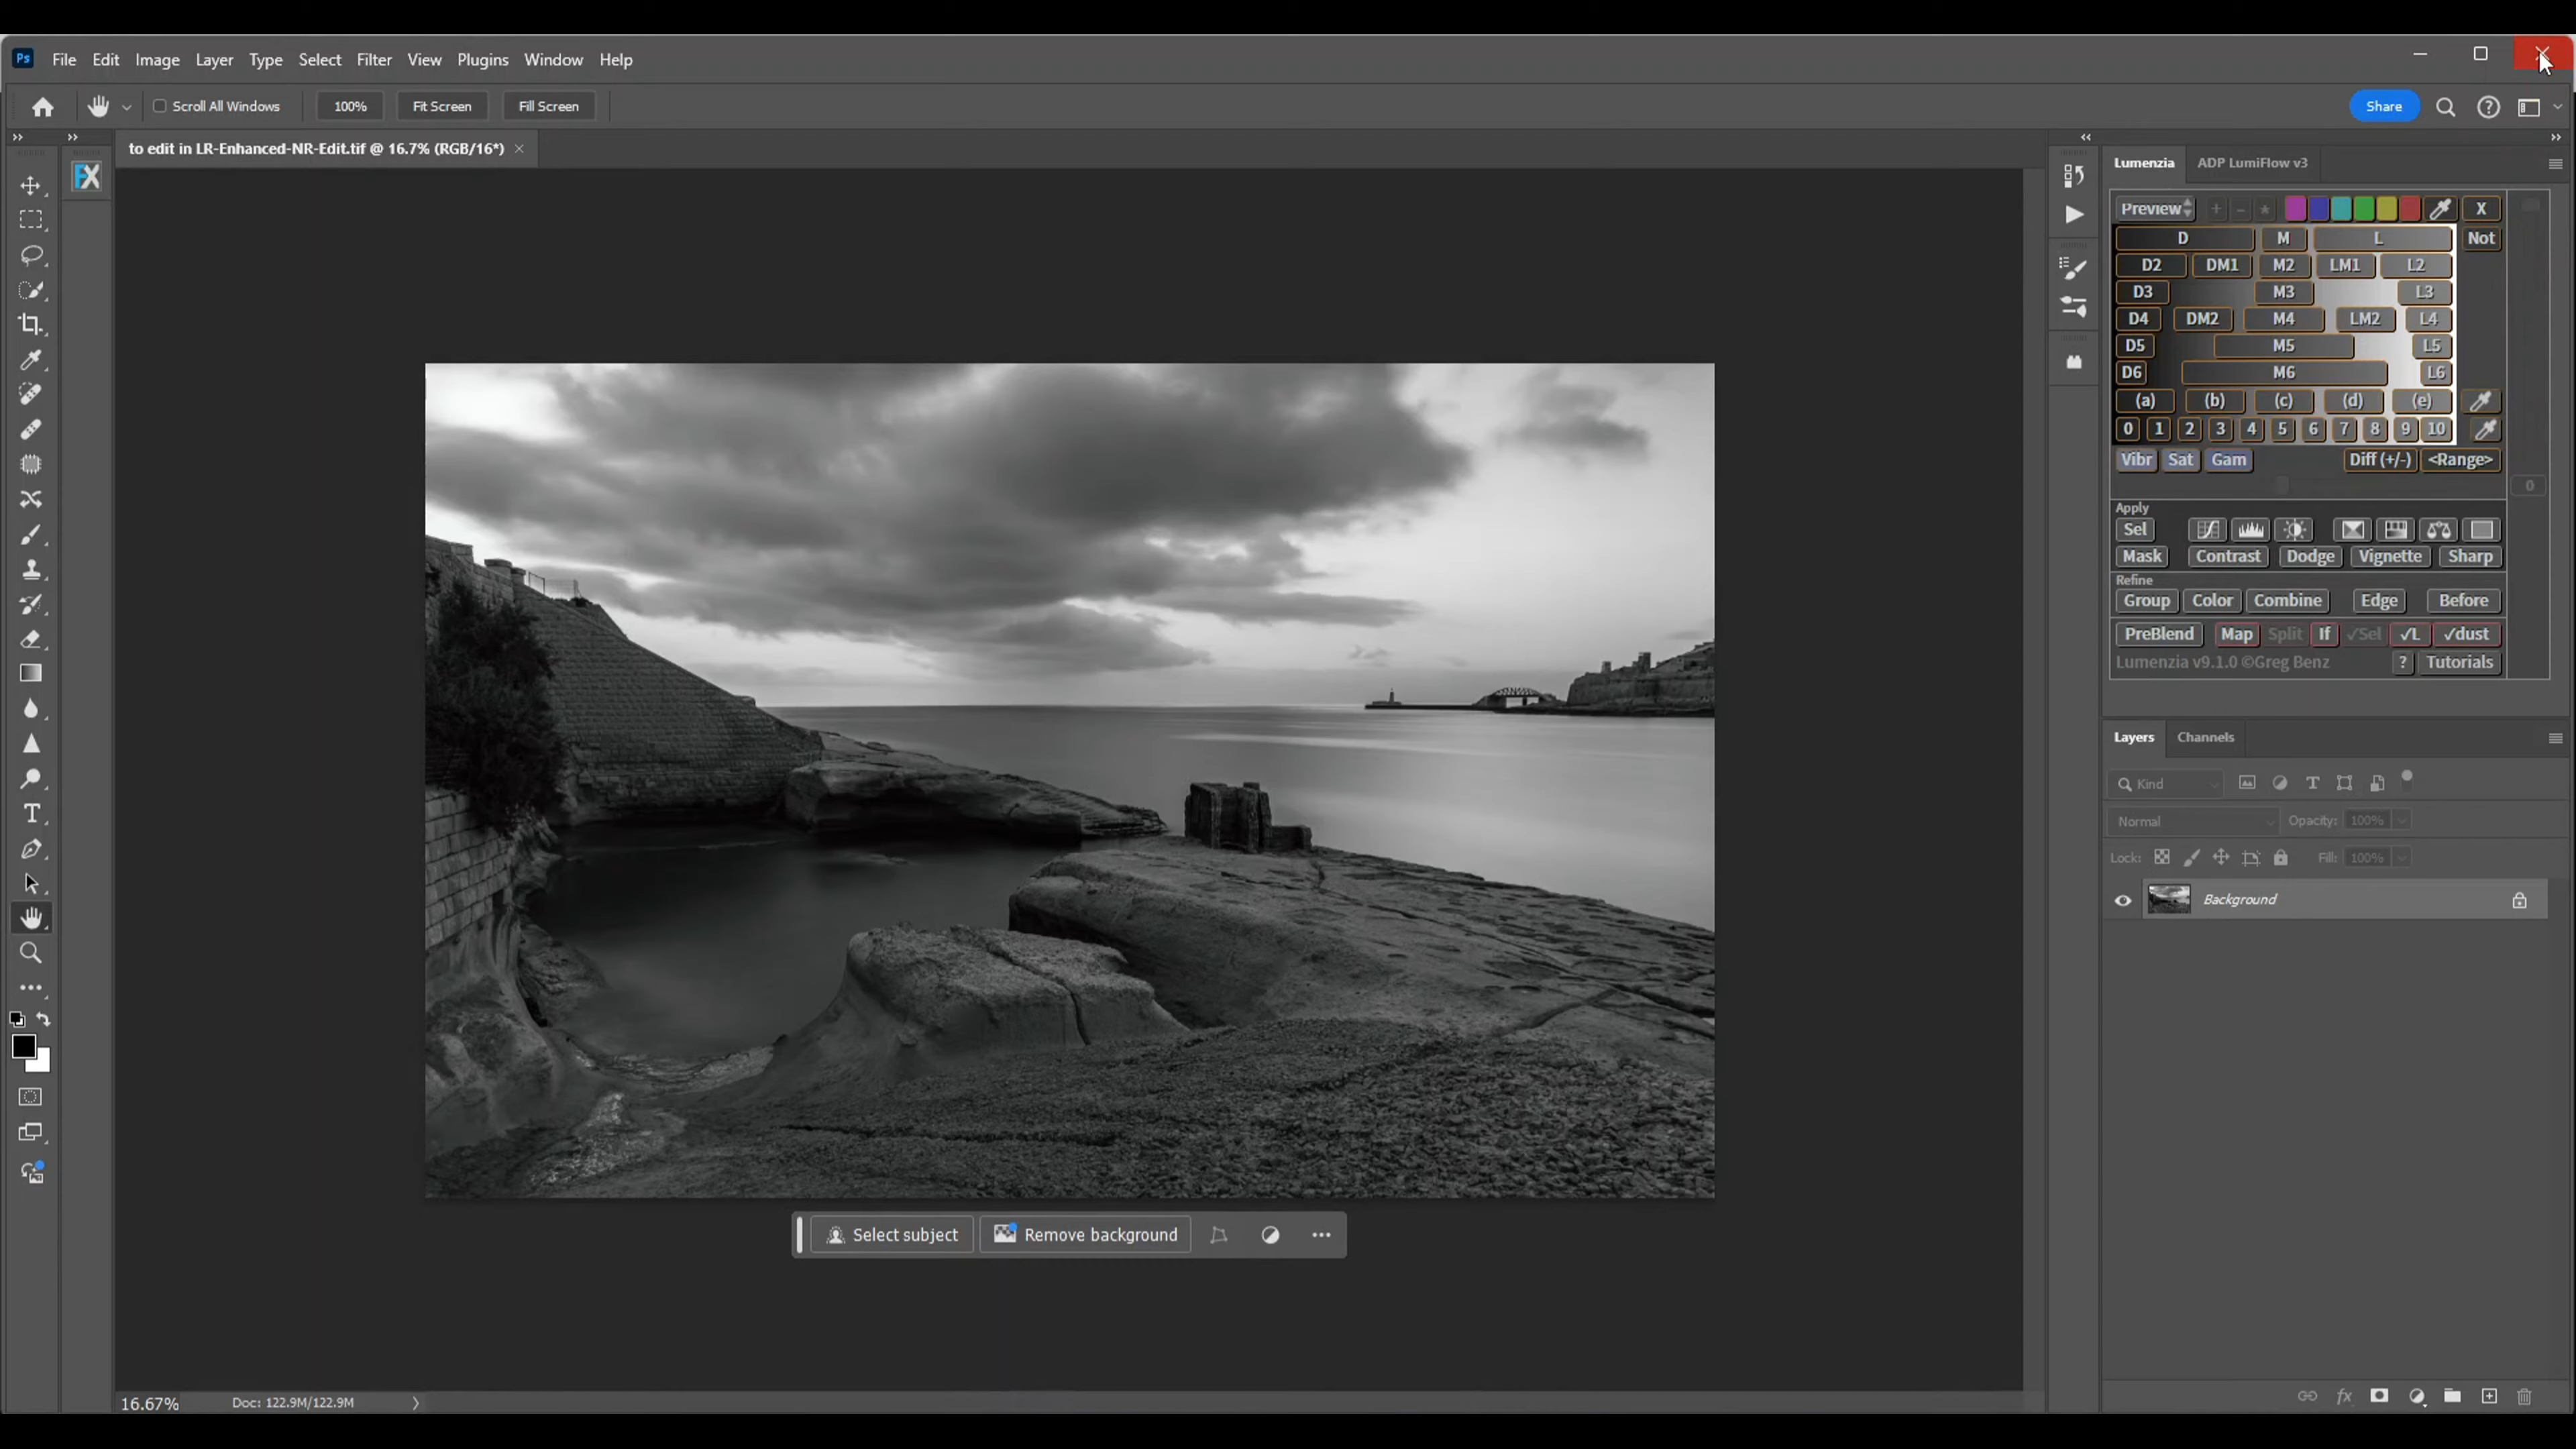 Ps File Edit Image Layer Type Select Filter View Plugins Window Help
Scroll All Windows 100% Fit Screen Fill Screen Share
to edit in LR-Enhanced-NR-Edit.tif @ 16.7% (RGB/16*)
FX
Lumenzia ADP LumiFlow v3
Preview + - X
D M L Not
D2 DM1 M2 LM1 L2
D3 M3 L3
D4 DM2 M4 LM2 L4
D5 M5 L5
D6 M6 L6
(a) (b) (c) (d) (e)
0 1 2 3 4 5 6 7 8 9 10
Vibr Sat Gam Diff (+/-) <Range>
0
Apply
Sel
Mask Contrast Dodge Vignette Sharp
Refine
Group Color Combine Edge Before
PreBlend Map Split If √Sel √L √dust
Lumenzia v9.1.0 ©Greg Benz ? Tutorials
Layers Channels
Kind
Normal Opacity: 100%
Lock: Fill: 100%
Background
Select subject Remove background
16.67% Doc: 122.9M/122.9M
fx